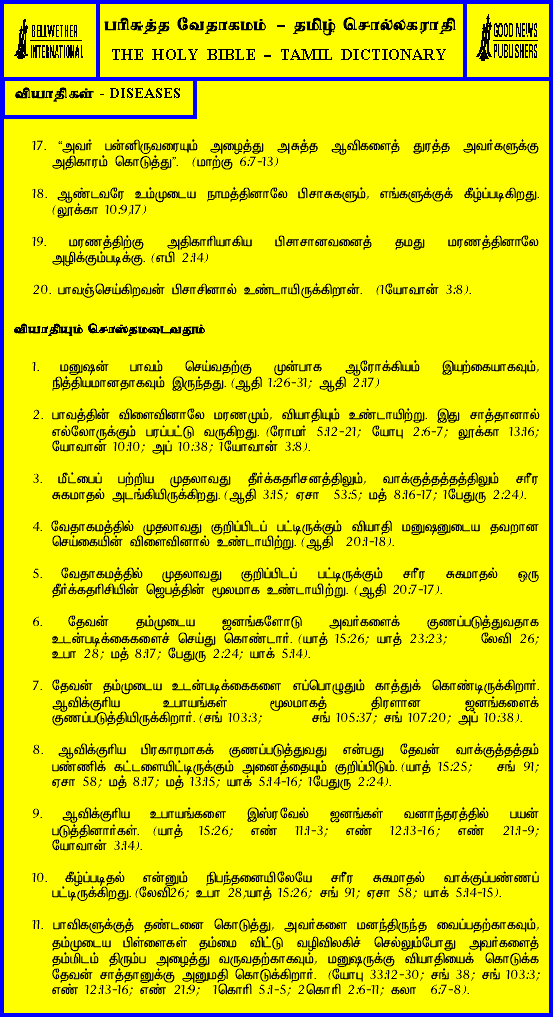 BELLWETHER
INTERNATIONAL
பரிசுத்த வேதாகமம் – தமிழ் சொல்லகராதி
THE HOLY BIBLE – TAMIL DICTIONARY
GOOD NEWS
PUBLISHERS
வியாதிகள் - DISEASES
17. “அவர் பன்னிருவரையும் அழைத்து அசுத்த ஆவிகளைத் துரத்த அவர்களுக்கு
அதிகாரம் கொடுத்து”. (மாற்கு 6:7-13)
18. ஆண்டவரே உம்முடைய நாமத்தினாலே பிசாசுகளும், எங்களுக்குக் கீழ்ப்படிகிறது.
(லூக்கா 10:9,17)
19. மரணத்திற்கு அதிகாரியாகிய பிசாசானவனைத் தமது மரணத்தினாலே
அழிக்கும்படிக்கு. (எபி 2:14)
20. பாவஞ்செய்கிறவன் பிசாசினால் உண்டாயிருக்கிறான். (1யோவான் 3:8).
வியாதியும் சொஸ்தமடைவதும்
1. மனுஷன் பாவம் செய்வதற்கு முன்பாக ஆரோக்கியம் இயற்கையாகவும்,
நித்தியமானதாகவும் இருந்தது. (ஆதி 1:26-31; ஆதி 2:17)
2. பாவத்தின் விளைவினாலே மரணமும், வியாதியும் உண்டாயிற்று. இது சாத்தானால்
எல்லோருக்கும் பரப்பட்டு வருகிறது. (ரோமர் 5:12-21; யோபு 2:6-7; லூக்கா 13:16;
யோவான் 10:10; அப் 10:38; 1யோவான் 3:8).
3. மீட்பைப் பற்றிய முதலாவது தீர்க்கதரிசனத்திலும், வாக்குத்தத்தத்திலும் சரீர
சுகமாதல் அடங்கியிருக்கிறது. (ஆதி 3:15; ஏசா 53:5; மத் 8:16-17; 1பேதுரு 2:24).
4. வேதாகமத்தில் முதலாவது குறிப்பிடப் பட்டிருக்கும் வியாதி மனுஷனுடைய தவறான
செய்கையின் விளைவினால் உண்டாயிற்று. (ஆதி 20:1-18).
5. வேதாகமத்தில் முதலாவது குறிப்பிடப் பட்டிருக்கும் சரீர சுகமாதல் ஒரு
தீர்க்கதரிசியின் ஜெபத்தின் மூலமாக உண்டாயிற்று. (ஆதி 20:7-17).
6. தேவன் தம்முடைய ஜனங்களோடு அவர்களைக் குணப்படுத்துவதாக
உடன்படிக்கைகளைச் செய்து கொண்டார். (யாத் 15:26; யாத் 23:23; லேவி 26;
உபா 28; மத் 8:17; பேதுரு 2:24; யாக் 5:14).
7. தேவன் தம்முடைய உடன்படிக்கைகளை எப்பொழுதும் காத்துக் கொண்டிருக்கிறார்.
ஆவிக்குரிய உபாயங்கள் மூலமாகத் திரளான ஜனங்களைக்
குணப்படுத்தியிருக்கிறார். (சங் 103:3; சங் 105:37; சங் 107:20; அப் 10:38).
8. ஆவிக்குரிய பிரகாரமாகக் குணப்படுத்துவது என்பது தேவன் வாக்குத்தத்தம்
பண்ணிக் கட்டளையிட்டிருக்கும் அனைத்தையும் குறிப்பிடும். (யாத் 15:25; சங் 91;
ஏசா 58; மத் 8:17; மத் 13:15; யாக் 5:14-16; 1பேதுரு 2:24).
9. ஆவிக்குரிய உபாயங்களை இஸ்ரவேல் ஜனங்கள் வனாந்தரத்தில் பயன்
படுத்தினார்கள். (யாத் 15:26; எண் 11:1-3; எண் 12:13-16; எண் 21:1-9;
யோவான் 3:14).
10. கீழ்ப்படிதல் என்னும் நிபந்தனையிலேயே சரீர சுகமாதல் வாக்குப்பண்ணப்
பட்டிருக்கிறது. (லேவி26; உபா 28;யாத் 15:26; சங் 91; ஏசா 58; யாக் 5:14-15).
11. பாவிகளுக்குத் தண்டனை கொடுத்து, அவர்களை மனந்திருந்த வைப்பதற்காகவும்,
தம்முடைய பிள்ளைகள் தம்மை விட்டு வழிவிலகிச் செல்லும்போது அவர்களைத்
தம்மிடம் திரும்ப அழைத்து வருவதற்காகவும், மனுஷருக்கு வியாதியைக் கொடுக்க
தேவன் சாத்தானுக்கு அனுமதி கொடுக்கிறார். (யோபு 33:12-30; சங் 38; சங் 103:3;
எண் 12:13-16; எண் 21:9; 1கொரி 5:1-5; 2கொரி 2:6-11; கலா 6:7-8).